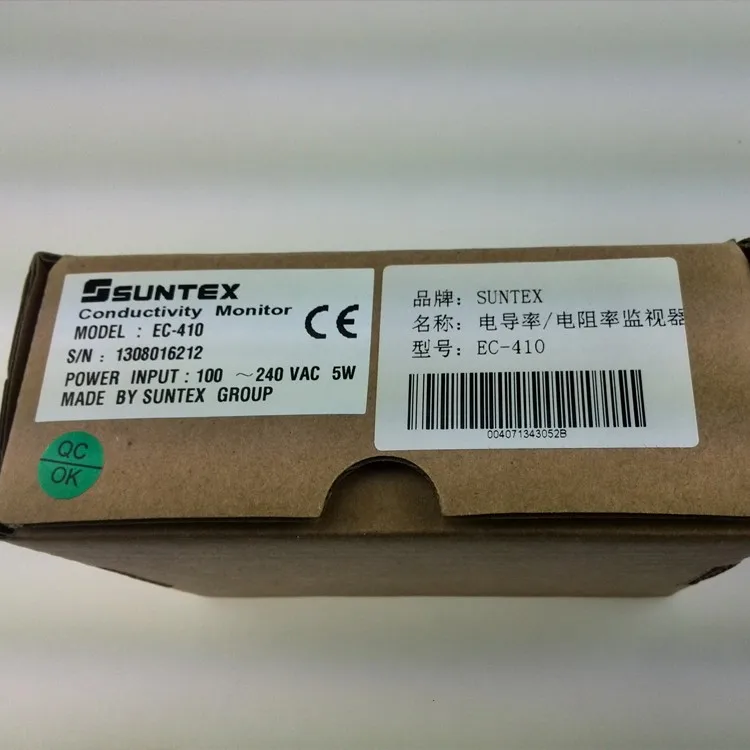 SUNTEX
Conductivity Monitor
MODEL : EC-410
S/N : 1308016212
POWER INPUT : 100 ~240 VAC 5W
MADE BY SUNTEX GROUP
CE
QC
OK
品牌: SUNTEX
名称: 电导率/电阻率监视器
型号: EC-410
004071343052B